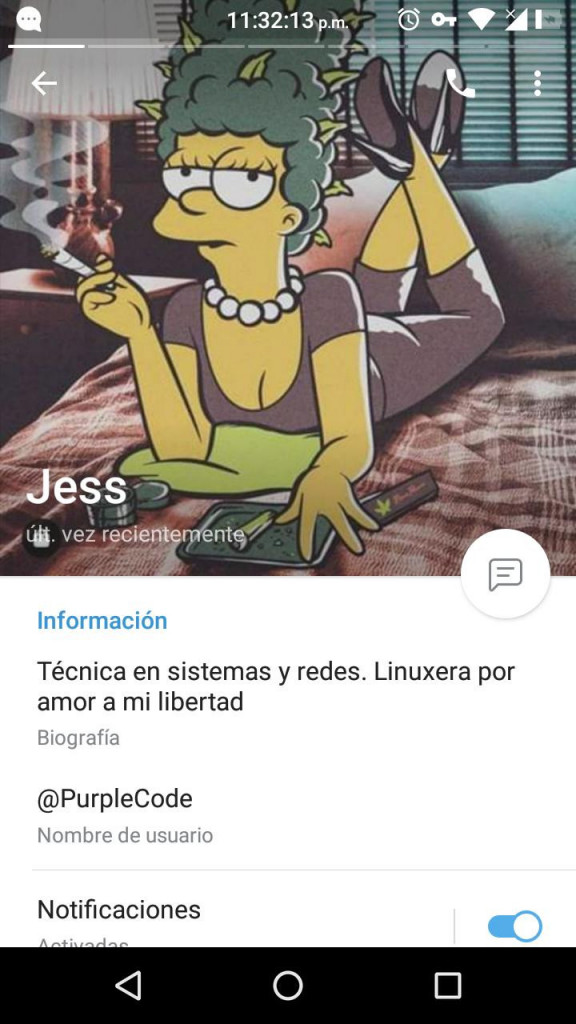 11:32:13 p.m.
Jess
últ. vez recientemente
Información
Técnica en sistemas y redes. Linuxera por
amor a mi libertad
Biografía
@PurpleCode
Nombre de usuario
Notificaciones
Activadas